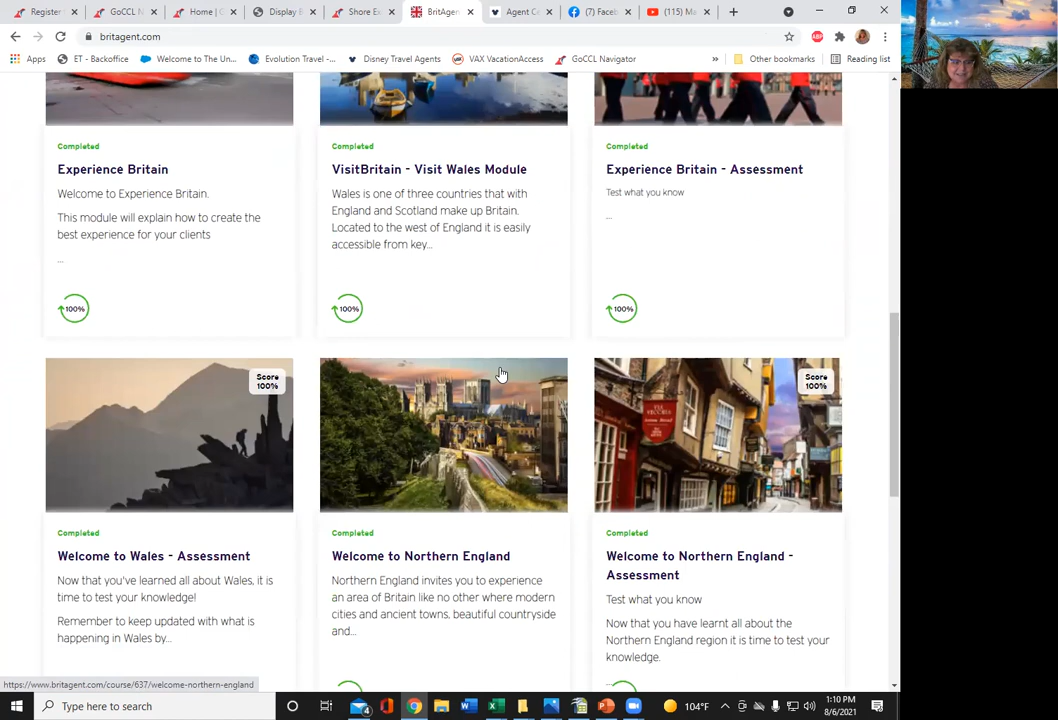 Register
GoCCL N
Home | G
Display B
Shore Ex
BritAgen
Agent Ce
(7) Faceb
(115) Ma
britagent.com
Apps
ET - Backoffice
Welcome to The Un...
Evolution Travel -...
Disney Travel Agents
VAX VacationAccess
GoCCL Navigator
»
Other bookmarks
Reading list
Completed
Experience Britain
Welcome to Experience Britain.
This module will explain how to create the
best experience for your clients
...
100%
Completed
VisitBritain - Visit Wales Module
Wales is one of three countries that with
England and Scotland make up Britain.
Located to the west of England it is easily
accessible from key...
100%
Completed
Experience Britain - Assessment
Test what you know
...
100%
Score
100%
Completed
Welcome to Wales - Assessment
Now that you've learned all about Wales, it is
time to test your knowledge!
Remember to keep updated with what is
happening in Wales by...
Completed
Welcome to Northern England
Northern England invites you to experience
an area of Britain like no other where modern
cities and ancient towns, beautiful countryside
and...
Score
100%
Completed
Welcome to Northern England -
Assessment
Test what you know
Now that you have learnt all about the
Northern England region it is time to test your
knowledge.
https://www.britagent.com/course/637/welcome-northern-england
Type here to search
104°F
1:10 PM
8/6/2021